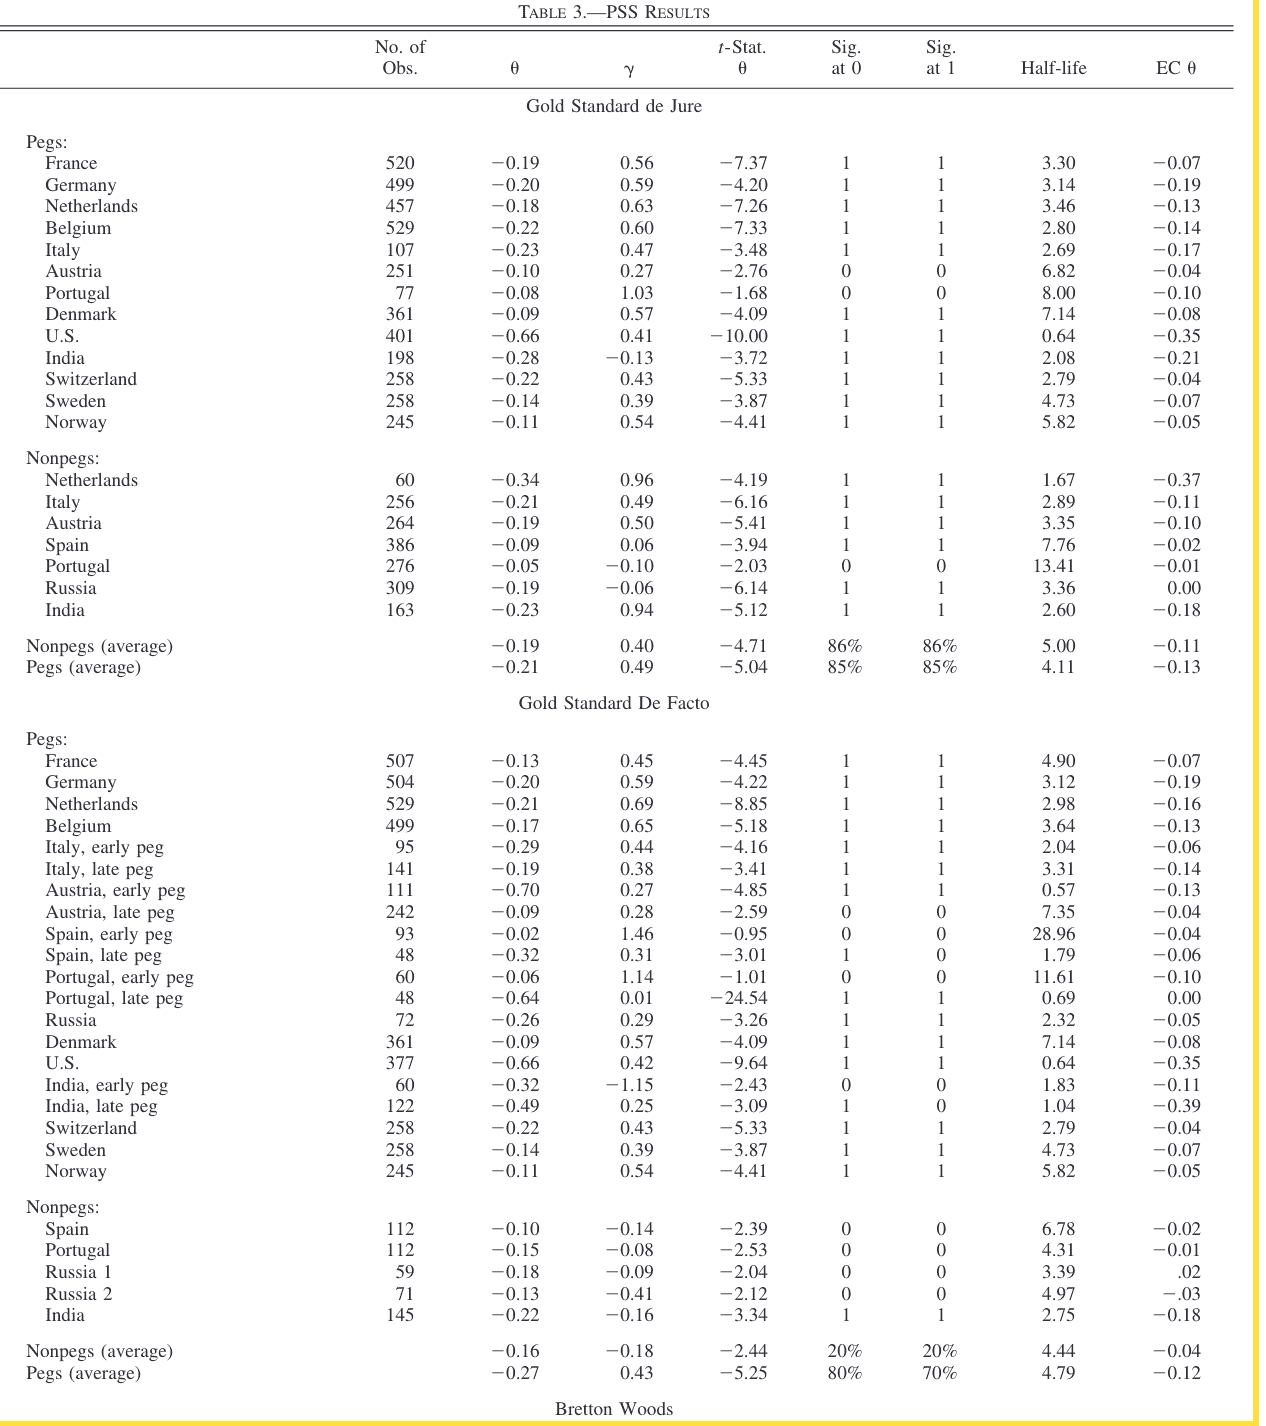 TABLE 3.—PSS RESULTS
No. of t-Stat. Sig. Sig.
Obs. θ γ θ at 0 at 1 Half-life EC θ
Gold Standard de Jure
Pegs:
France 520 −0.19 0.56 −7.37 1 1 3.30 −0.07
Germany 499 −0.20 0.59 −4.20 1 1 3.14 −0.19
Netherlands 457 −0.18 0.63 −7.26 1 1 3.46 −0.13
Belgium 529 −0.22 0.60 −7.33 1 1 2.80 −0.14
Italy 107 −0.23 0.47 −3.48 1 1 2.69 −0.17
Austria 251 −0.10 0.27 −2.76 0 0 6.82 −0.04
Portugal 77 −0.08 1.03 −1.68 0 0 8.00 −0.10
Denmark 361 −0.09 0.57 −4.09 1 1 7.14 −0.08
U.S. 401 −0.66 0.41 −10.00 1 1 0.64 −0.35
India 198 −0.28 −0.13 −3.72 1 1 2.08 −0.21
Switzerland 258 −0.22 0.43 −5.33 1 1 2.79 −0.04
Sweden 258 −0.14 0.39 −3.87 1 1 4.73 −0.07
Norway 245 −0.11 0.54 −4.41 1 1 5.82 −0.05
Nonpegs:
Netherlands 60 −0.34 0.96 −4.19 1 1 1.67 −0.37
Italy 256 −0.21 0.49 −6.16 1 1 2.89 −0.11
Austria 264 −0.19 0.50 −5.41 1 1 3.35 −0.10
Spain 386 −0.09 0.06 −3.94 1 1 7.76 −0.02
Portugal 276 −0.05 −0.10 −2.03 0 0 13.41 −0.01
Russia 309 −0.19 −0.06 −6.14 1 1 3.36 0.00
India 163 −0.23 0.94 −5.12 1 1 2.60 −0.18
Nonpegs (average) −0.19 0.40 −4.71 86% 86% 5.00 −0.11
Pegs (average) −0.21 0.49 −5.04 85% 85% 4.11 −0.13
Gold Standard De Facto
Pegs:
France 507 −0.13 0.45 −4.45 1 1 4.90 −0.07
Germany 504 −0.20 0.59 −4.22 1 1 3.12 −0.19
Netherlands 529 −0.21 0.69 −8.85 1 1 2.98 −0.16
Belgium 499 −0.17 0.65 −5.18 1 1 3.64 −0.13
Italy, early peg 95 −0.29 0.44 −4.16 1 1 2.04 −0.06
Italy, late peg 141 −0.19 0.38 −3.41 1 1 3.31 −0.14
Austria, early peg 111 −0.70 0.27 −4.85 1 1 0.57 −0.13
Austria, late peg 242 −0.09 0.28 −2.59 0 0 7.35 −0.04
Spain, early peg 93 −0.02 1.46 −0.95 0 0 28.96 −0.04
Spain, late peg 48 −0.32 0.31 −3.01 1 0 1.79 −0.06
Portugal, early peg 60 −0.06 1.14 −1.01 0 0 11.61 −0.10
Portugal, late peg 48 −0.64 0.01 −24.54 1 1 0.69 0.00
Russia 72 −0.26 0.29 −3.26 1 1 2.32 −0.05
Denmark 361 −0.09 0.57 −4.09 1 1 7.14 −0.08
U.S. 377 −0.66 0.42 −9.64 1 1 0.64 −0.35
India, early peg 60 −0.32 −1.15 −2.43 0 0 1.83 −0.11
India, late peg 122 −0.49 0.25 −3.09 1 0 1.04 −0.39
Switzerland 258 −0.22 0.43 −5.33 1 1 2.79 −0.04
Sweden 258 −0.14 0.39 −3.87 1 1 4.73 −0.07
Norway 245 −0.11 0.54 −4.41 1 1 5.82 −0.05
Nonpegs:
Spain 112 −0.10 −0.14 −2.39 0 0 6.78 −0.02
Portugal 112 −0.15 −0.08 −2.53 0 0 4.31 −0.01
Russia 1 59 −0.18 −0.09 −2.04 0 0 3.39 .02
Russia 2 71 −0.13 −0.41 −2.12 0 0 4.97 −.03
India 145 −0.22 −0.16 −3.34 1 1 2.75 −0.18
Nonpegs (average) −0.16 −0.18 −2.44 20% 20% 4.44 −0.04
Pegs (average) −0.27 0.43 −5.25 80% 70% 4.79 −0.12
Bretton Woods